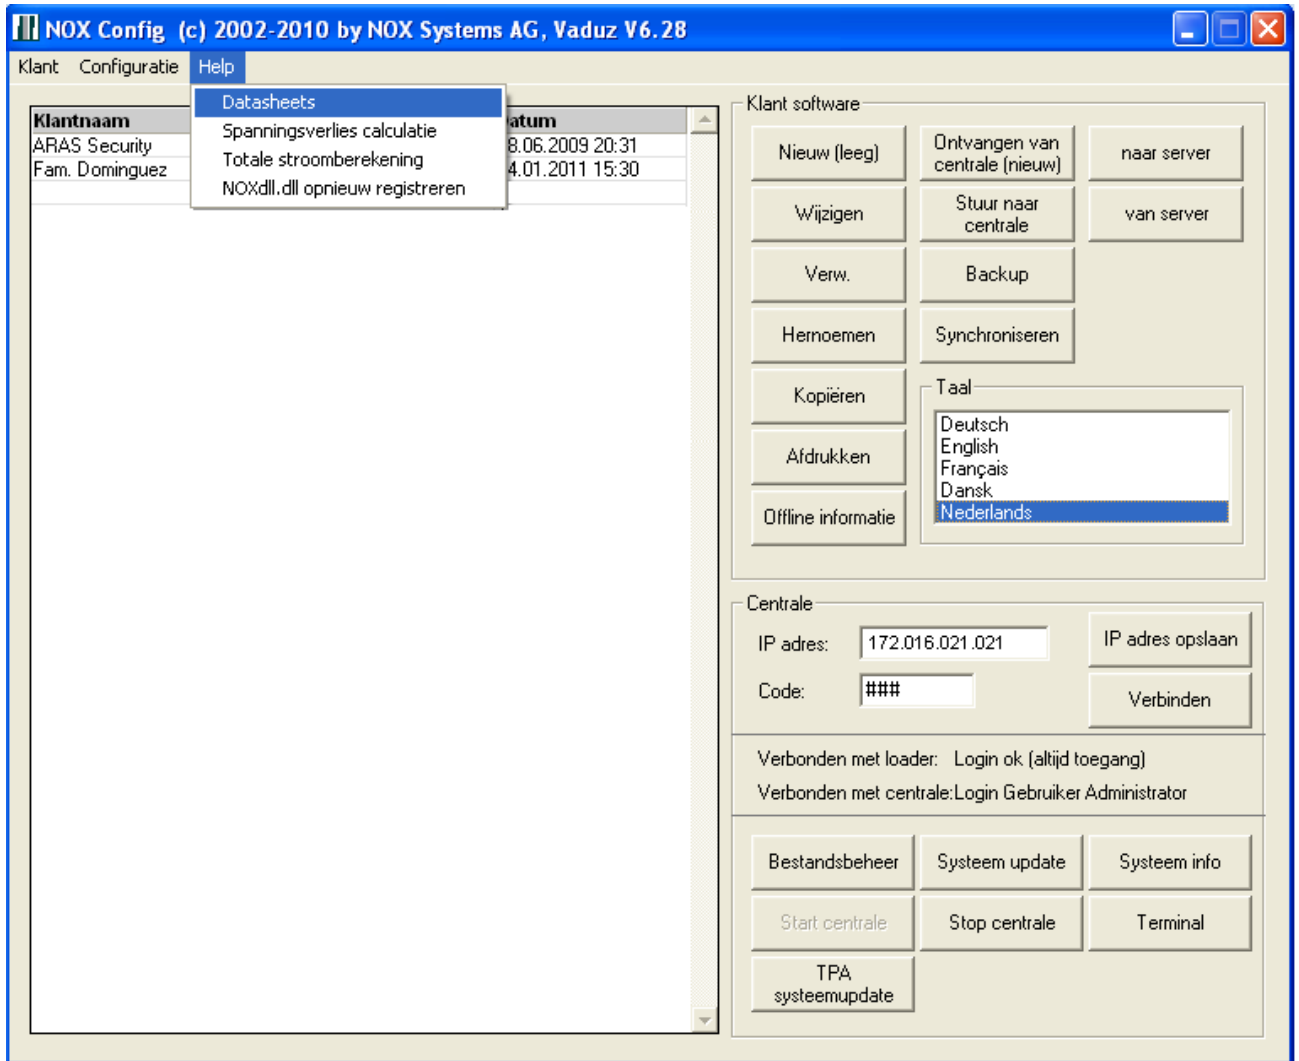 NOX Config (c) 2002-2010 by NOX Systems AG, Vaduz V6.28
Klant Configuratie Help
Datasheets
Spanningsverlies calculatie
Totale stroomberekening
NOXdll.dll opnieuw registreren
Klantnaam atum
ARAS Security 8.06.2009 20:31
Fam. Dominguez 4.01.2011 15:30
Klant software
Nieuw (leeg)
Ontvangen van
centrale (nieuw)
naar server
Wijzigen
Stuur naar
centrale
van server
Verw.
Backup
Hernoemen
Synchroniseren
Kopiëren
Afdrukken
Offline informatie
Taal
Deutsch
English
Français
Dansk
Nederlands
Centrale
IP adres: 172.016.021.021
IP adres opslaan
Code: ###
Verbinden
Verbonden met loader: Login ok (altijd toegang)
Verbonden met centrale:Login Gebruiker Administrator
Bestandsbeheer
Systeem update
Systeem info
Start centrale
Stop centrale
Terminal
TPA
systeemupdate